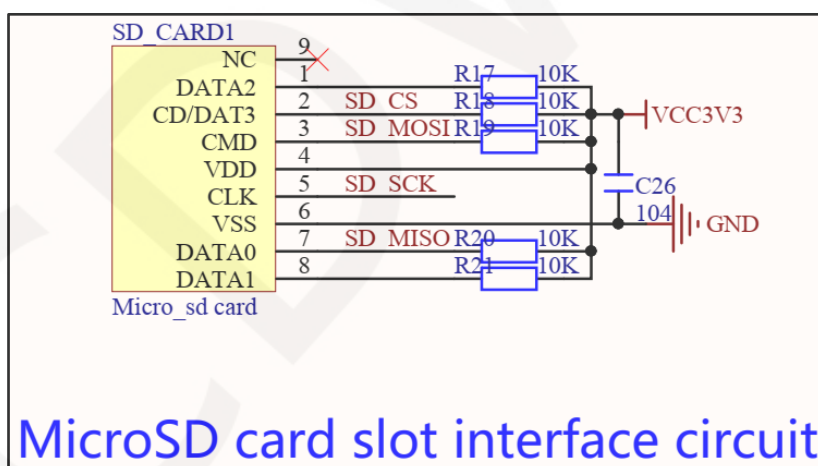 SD_CARD1
NC 9
DATA2 1 R17 10K
CD/DAT3 2 SD_CS R18 10K VCC3V3
CMD 3 SD_MOSI R19 10K
VDD 4
CLK 5 SD_SCK C26
VSS 6 104 GND
DATA0 7 SD_MISO R20 10K
DATA1 8 R21 10K
Micro_sd card
MicroSD card slot interface circuit